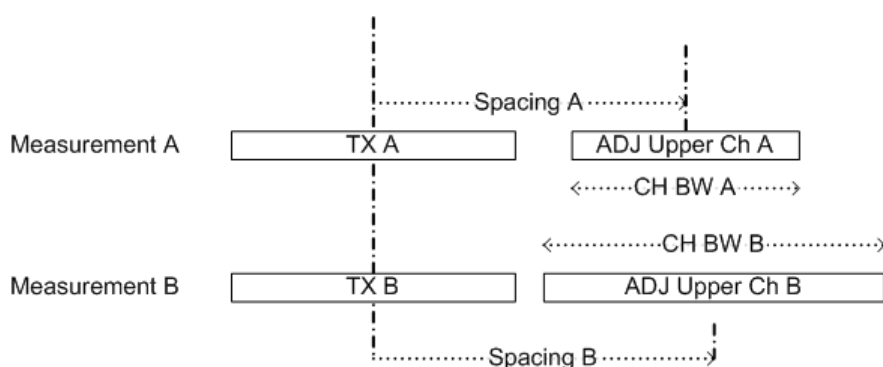 Spacing A
Measurement A TX A ADJ Upper Ch A
CH BW A
CH BW B
Measurement B TX B ADJ Upper Ch B
Spacing B